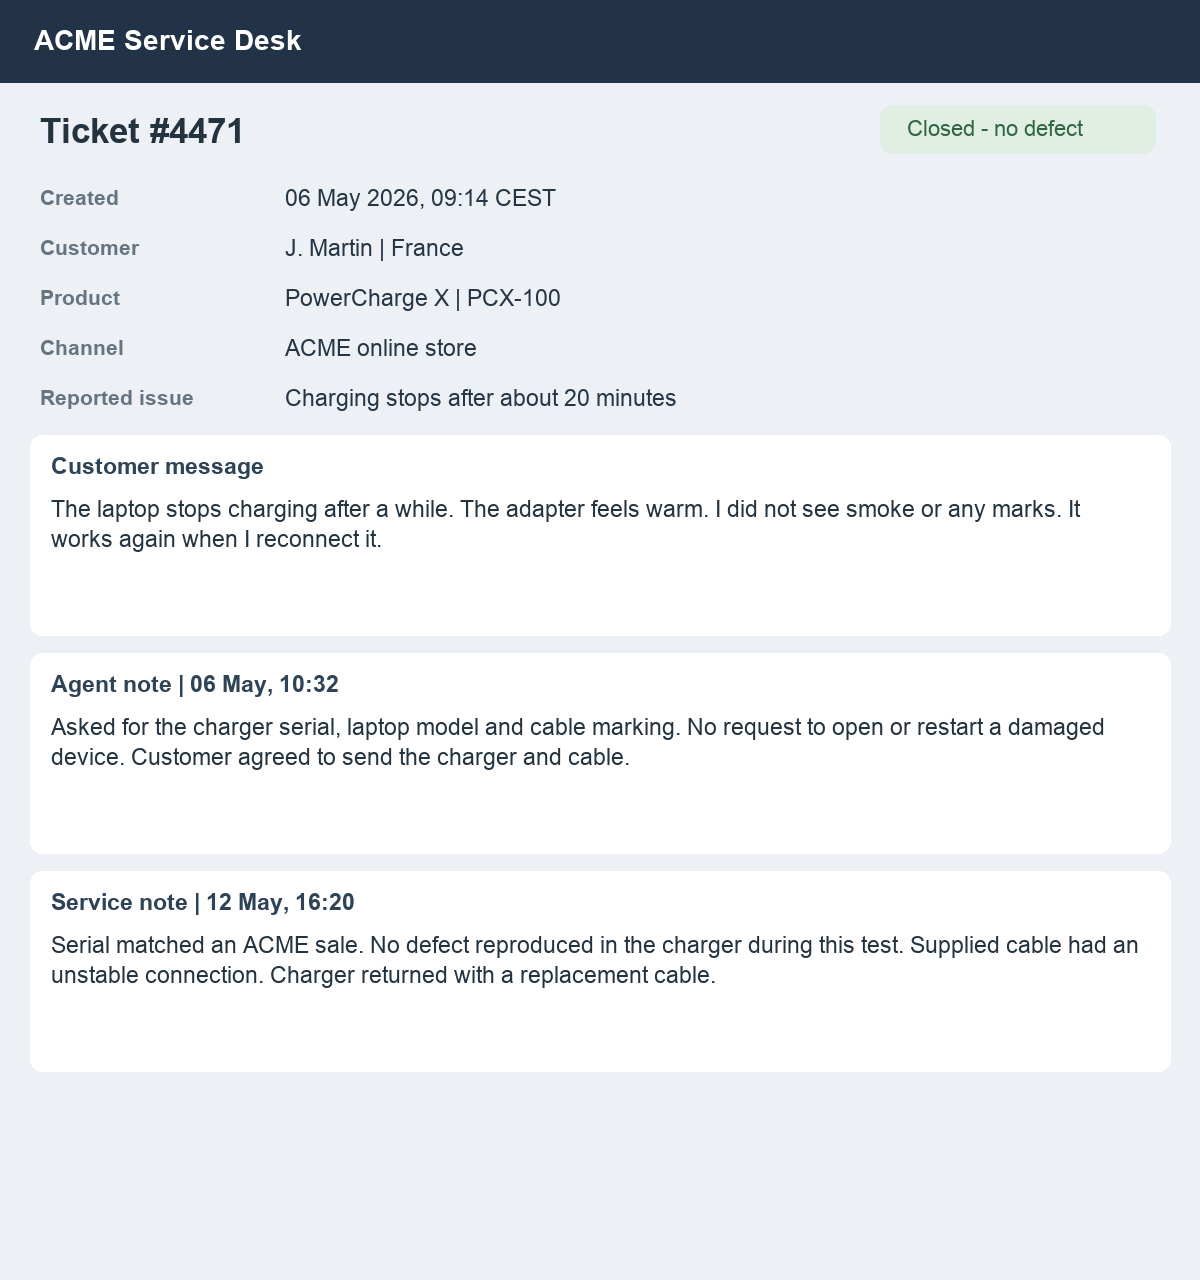 ACME Service Desk
Ticket #4471
Closed - no defect
Created 06 May 2026, 09:14 CEST
Customer J. Martin | France
Product PowerCharge X | PCX-100
Channel ACME online store
Reported issue Charging stops after about 20 minutes
Customer message
The laptop stops charging after a while. The adapter feels warm. I did not see smoke or any marks. It
works again when I reconnect it.
Agent note | 06 May, 10:32
Asked for the charger serial, laptop model and cable marking. No request to open or restart a damaged
device. Customer agreed to send the charger and cable.
Service note | 12 May, 16:20
Serial matched an ACME sale. No defect reproduced in the charger during this test. Supplied cable had an
unstable connection. Charger returned with a replacement cable.